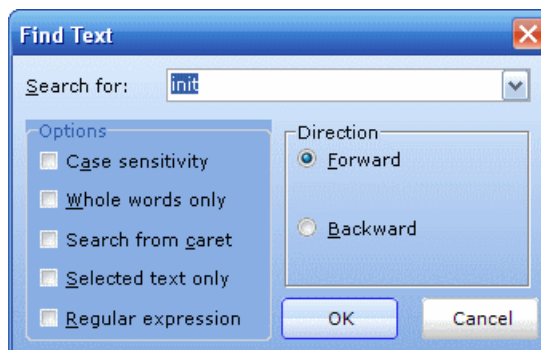 Find Text
Search for: init
Options
Case sensitivity
Whole words only
Search from caret
Selected text only
Regular expression
Direction
Forward
Backward
OK Cancel